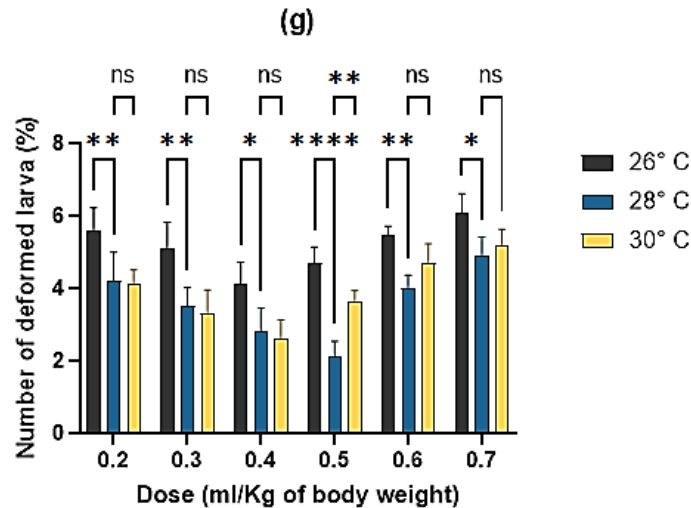 (g)
ns ns ns ** ns ns
** ** * **** ** *
Number of deformed larva (%)
8
6
4
2
0
0.2 0.3 0.4 0.5 0.6 0.7
Dose (ml/Kg of body weight)
26° C
28° C
30° C